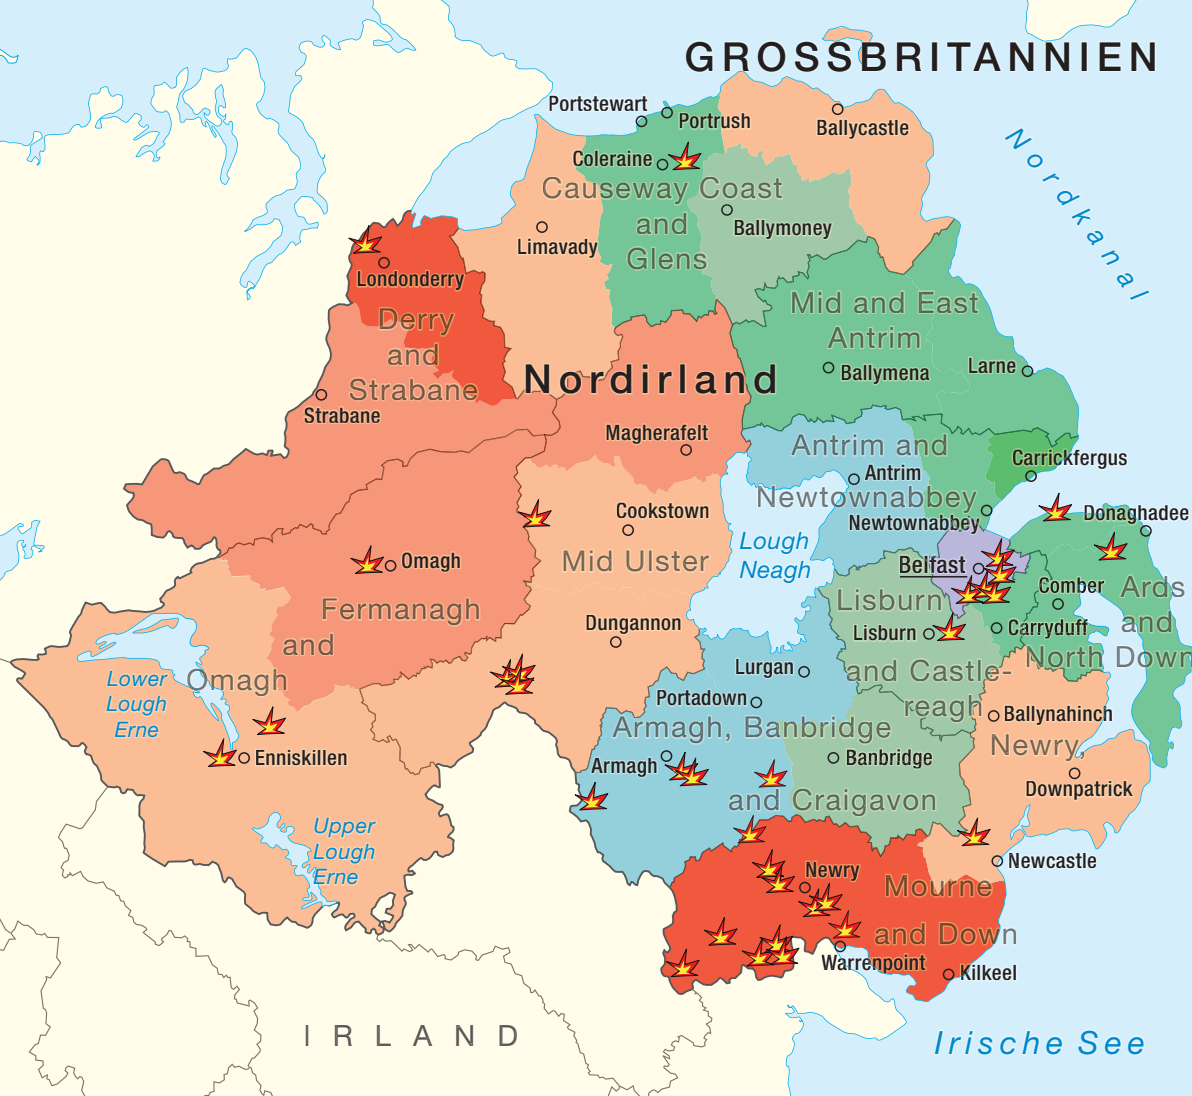 GROSSBRITANNIEN
Portstewart
Portrush
Ballycastle
Nordkanal
Coleraine
Causeway Coast
and
Glens
Limavady
Ballymoney
Londonderry
Derry
and
Strabane
Strabane
Mid and East
Antrim
Larne
Ballymena
Nordirland
Magherafelt
Antrim and
Newtownabbey
Antrim
Carrickfergus
Newtownabbey
Donaghadee
Cookstown
Mid Ulster
Lough
Neagh
Belfast
Omagh
Comber
Ards
and
North Down
Fermanagh
and
Omagh
Dungannon
Lisburn
and Castle-
reagh
Lisburn
Carryduff
Lower
Lough
Erne
Lurgan
Portadown
Armagh, Banbridge
and Craigavon
Ballynahinch
Newry,
Mourne
and Down
Enniskillen
Armagh
Banbridge
Downpatrick
Upper
Lough
Erne
Newry
Newcastle
Warrenpoint
Kilkeel
IRLAND
Irische See